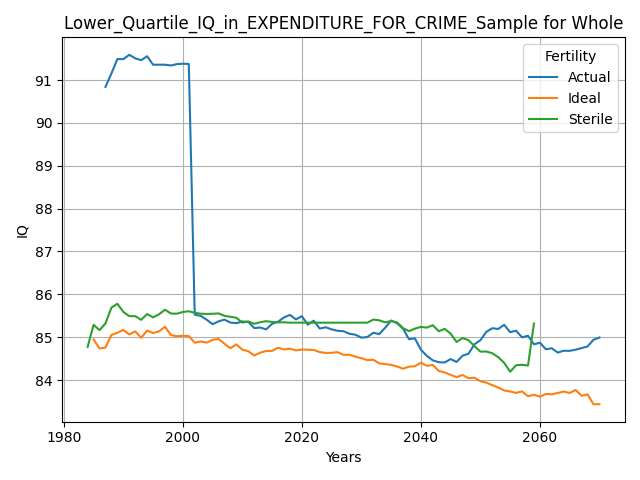 Lower_Quartile_IQ_in_EXPENDITURE_FOR_CRIME_Sample for Whole
Fertility
Actual
Ideal
Sterile
IQ
91
90
89
88
87
86
85
84
1980
2000
2020
2040
2060
Years